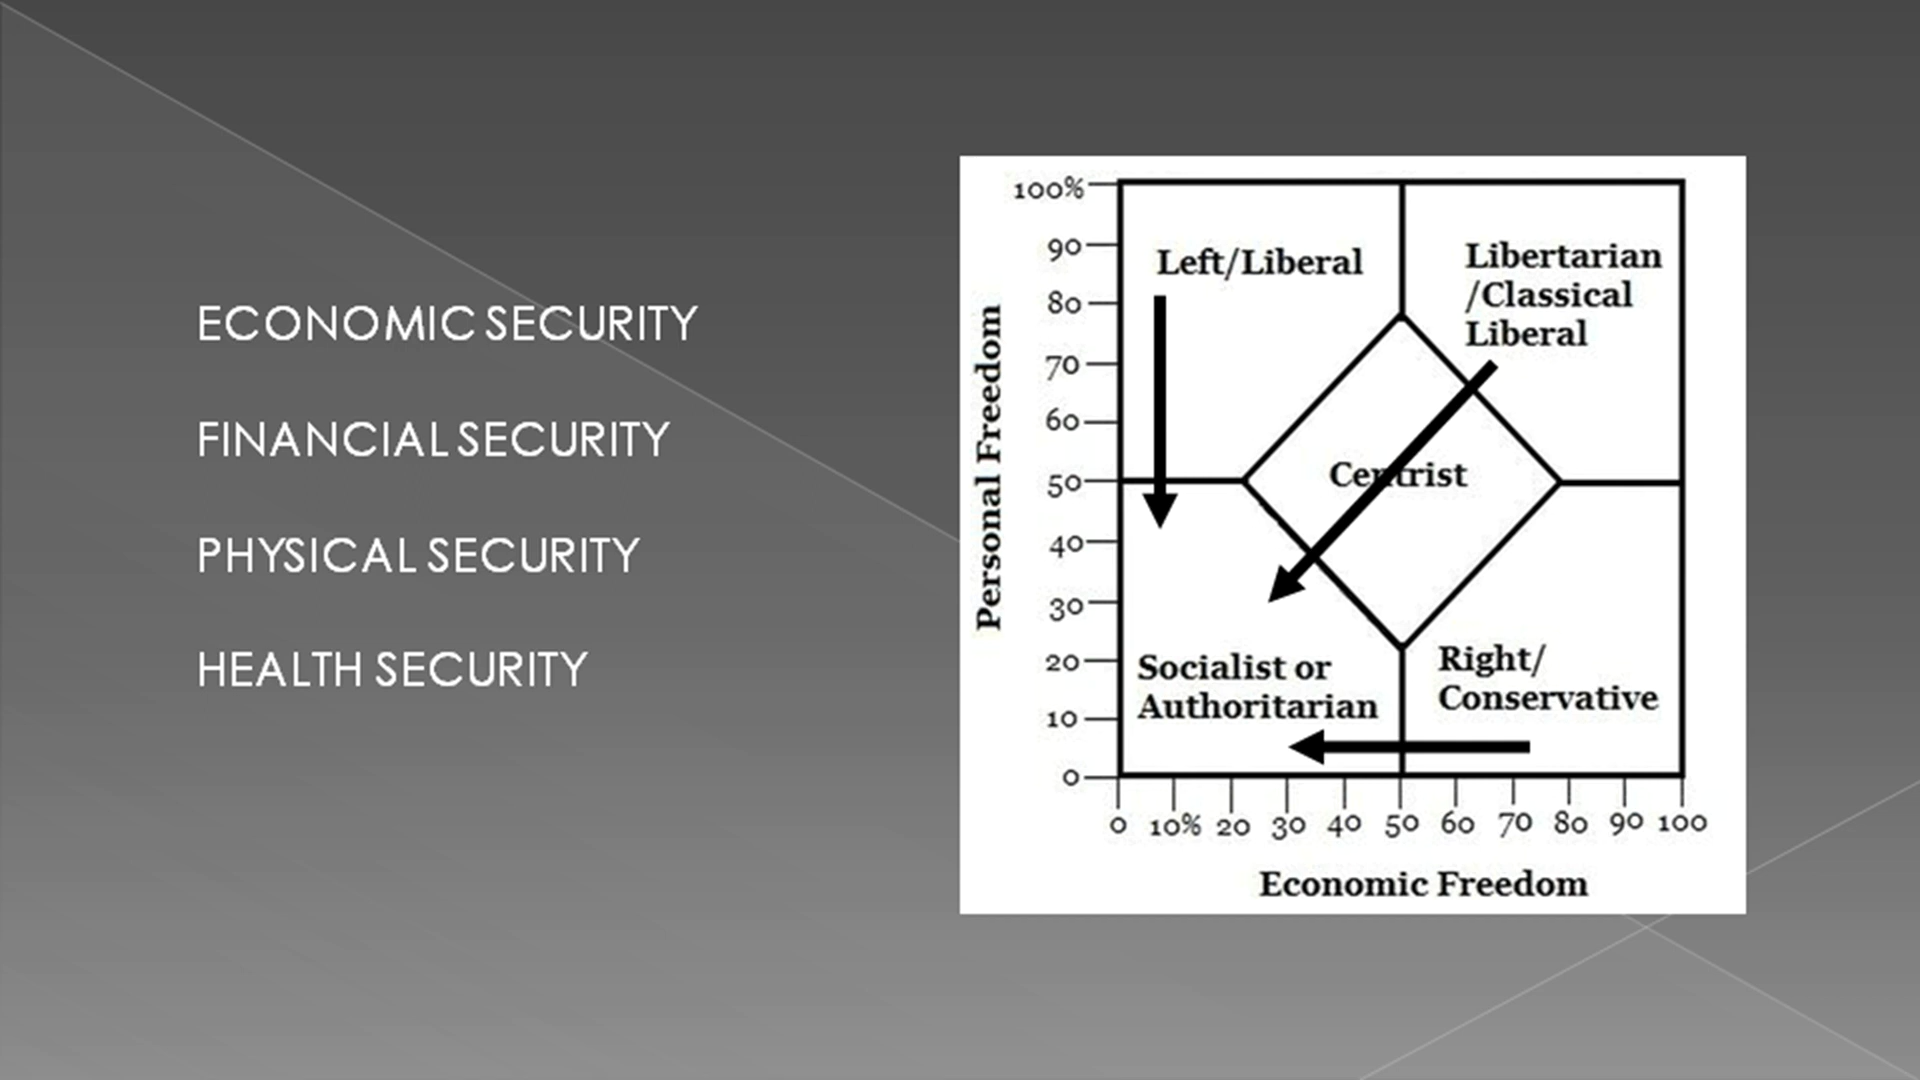 ECONOMIC SECURITY
FINANCIAL SECURITY
PHYSICAL SECURITY
HEALTH SECURITY
Personal Freedom
100%
90
80
70
60
50
40
30
20
10
0
Left/Liberal
Libertarian
/Classical
Liberal
Centrist
Socialist or
Authoritarian
Right/
Conservative
0 10% 20 30 40 50 60 70 80 90 100
Economic Freedom